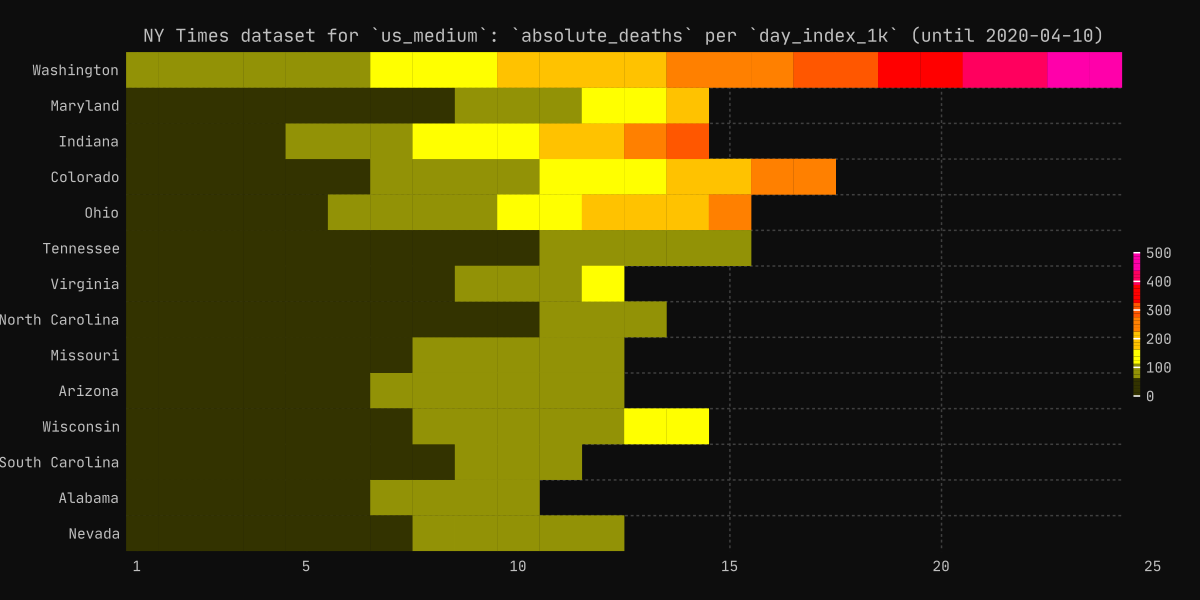 NY Times dataset for `us_medium`: `absolute_deaths` per `day_index_1k` (until 2020-04-10)
Washington
Maryland
Indiana
Colorado
Ohio
Tennessee
Virginia
North Carolina
Missouri
Arizona
Wisconsin
South Carolina
Alabama
Nevada
1 5 10 15 20 25
500
400
300
200
100
0